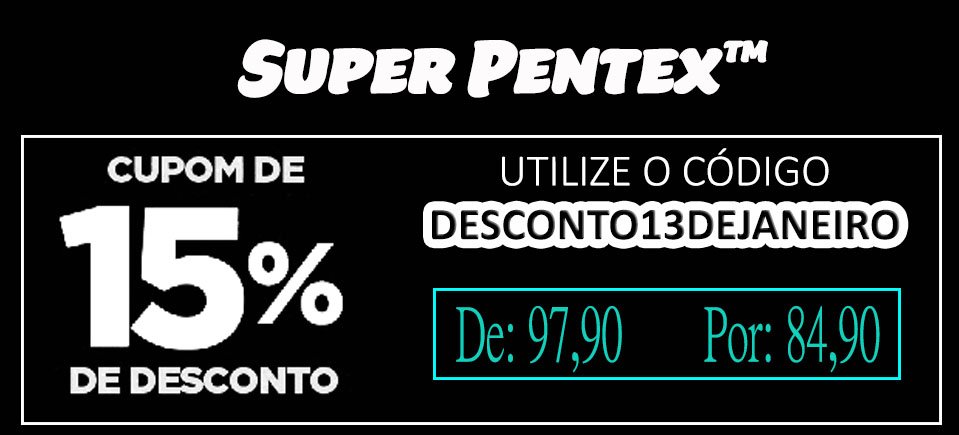 SUPER PENTEX™
CUPOM DE
15%
DE DESCONTO
UTILIZE O CÓDIGO
DESCONTO13DEJANEIRO
De: 97,90 Por: 84,90